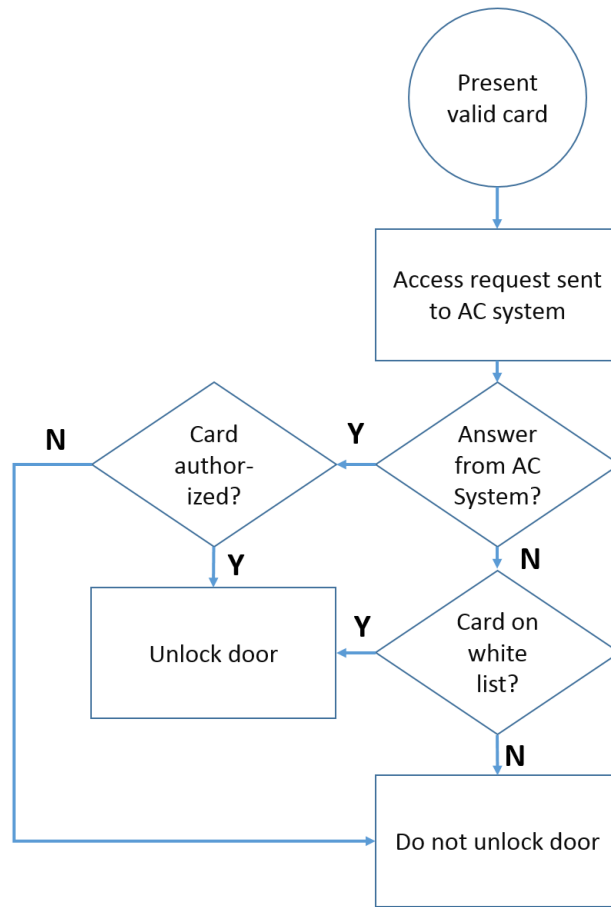 Present
valid card
Access request sent
to AC system
N
Card
author-
ized?
Y
Answer
from AC
System?
Y
N
Unlock door
Y
Card on
white
list?
N
Do not unlock door